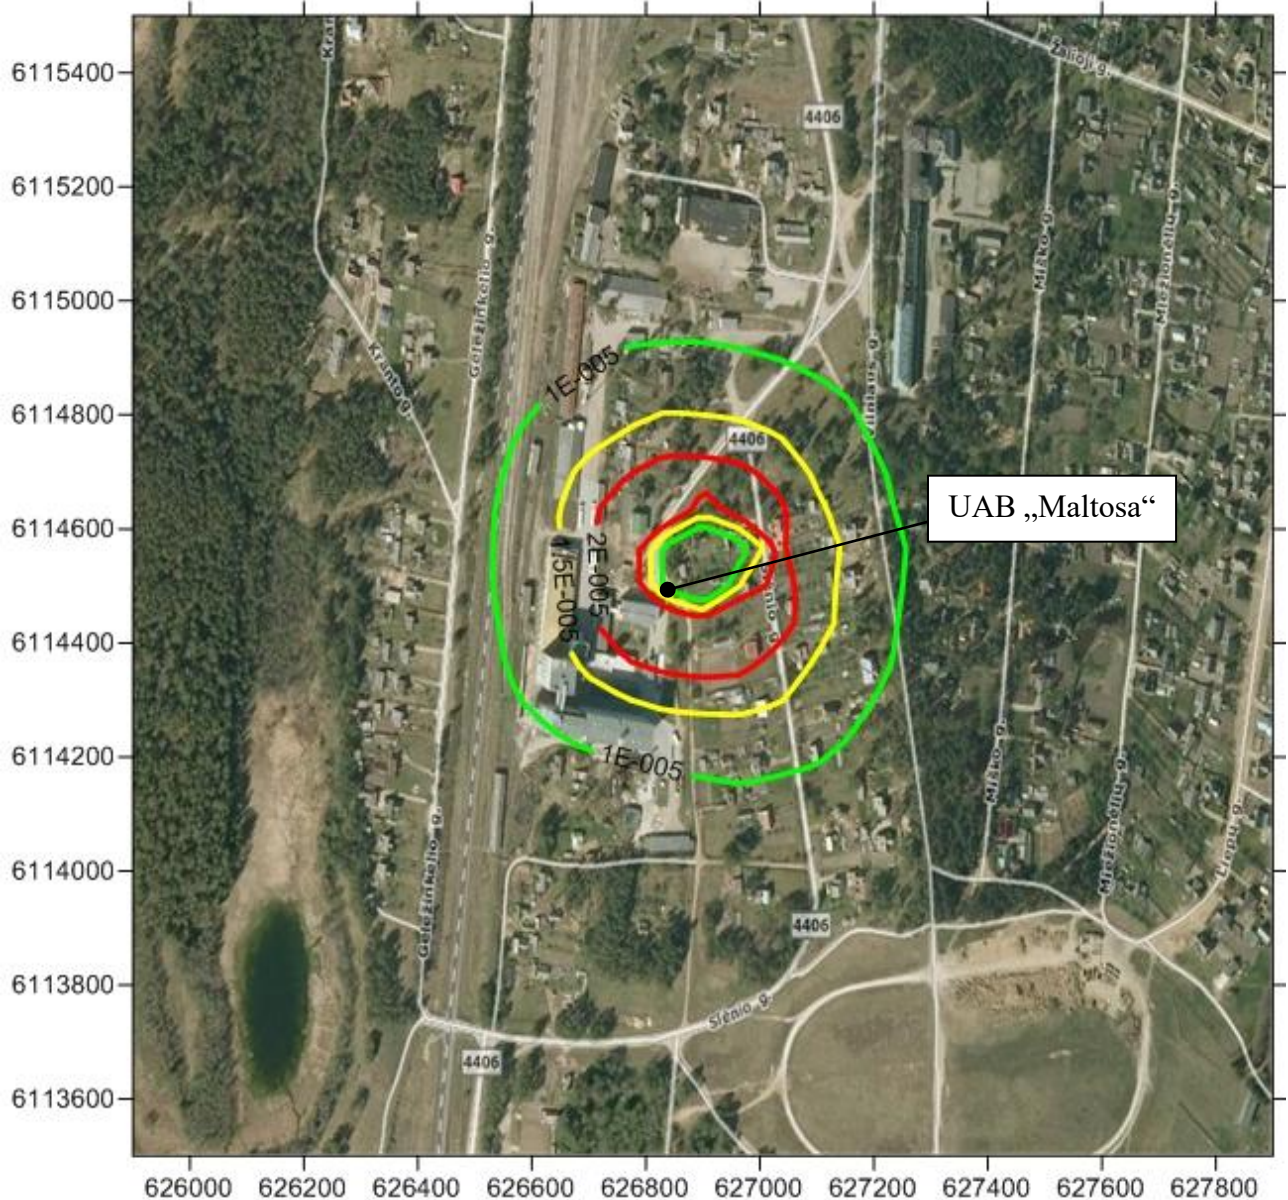 Kran
Žalioji g.
6115400
4406
6115200
Geležinkelio g.
Miško g.
Miežionėlių g.
6115000
Kranto g.
1E-005
Vilniaus g.
6114800
4406
UAB „Maltosa“
6114600
2E-005
5E-005
6114400
1E-005
6114200
Miško g.
Miežionėlių g.
Liepų g.
Geležinkelio g.
6114000
4406
6113800
Slėnio g.
4406
6113600
626000 626200 626400 626600 626800 627000 627200 627400 627600 627800